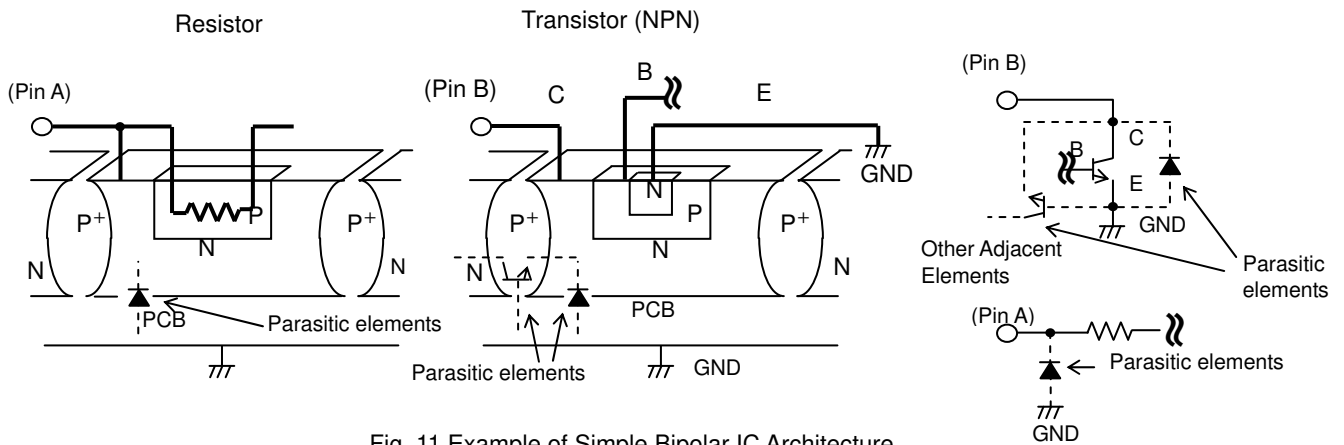 Resistor
Transistor (NPN)
(Pin A)
P+
P+
P
N
N
N
PCB
Parasitic elements
(Pin B)
C
B
E
GND
P+
P+
N
P
N
N
N
PCB
Parasitic elements
GND
(Pin B)
C
B
E
GND
Other Adjacent
Elements
Parasitic
elements
(Pin A)
Parasitic elements
GND
Fig. 11 Example of Simple Bipolar IC Architecture